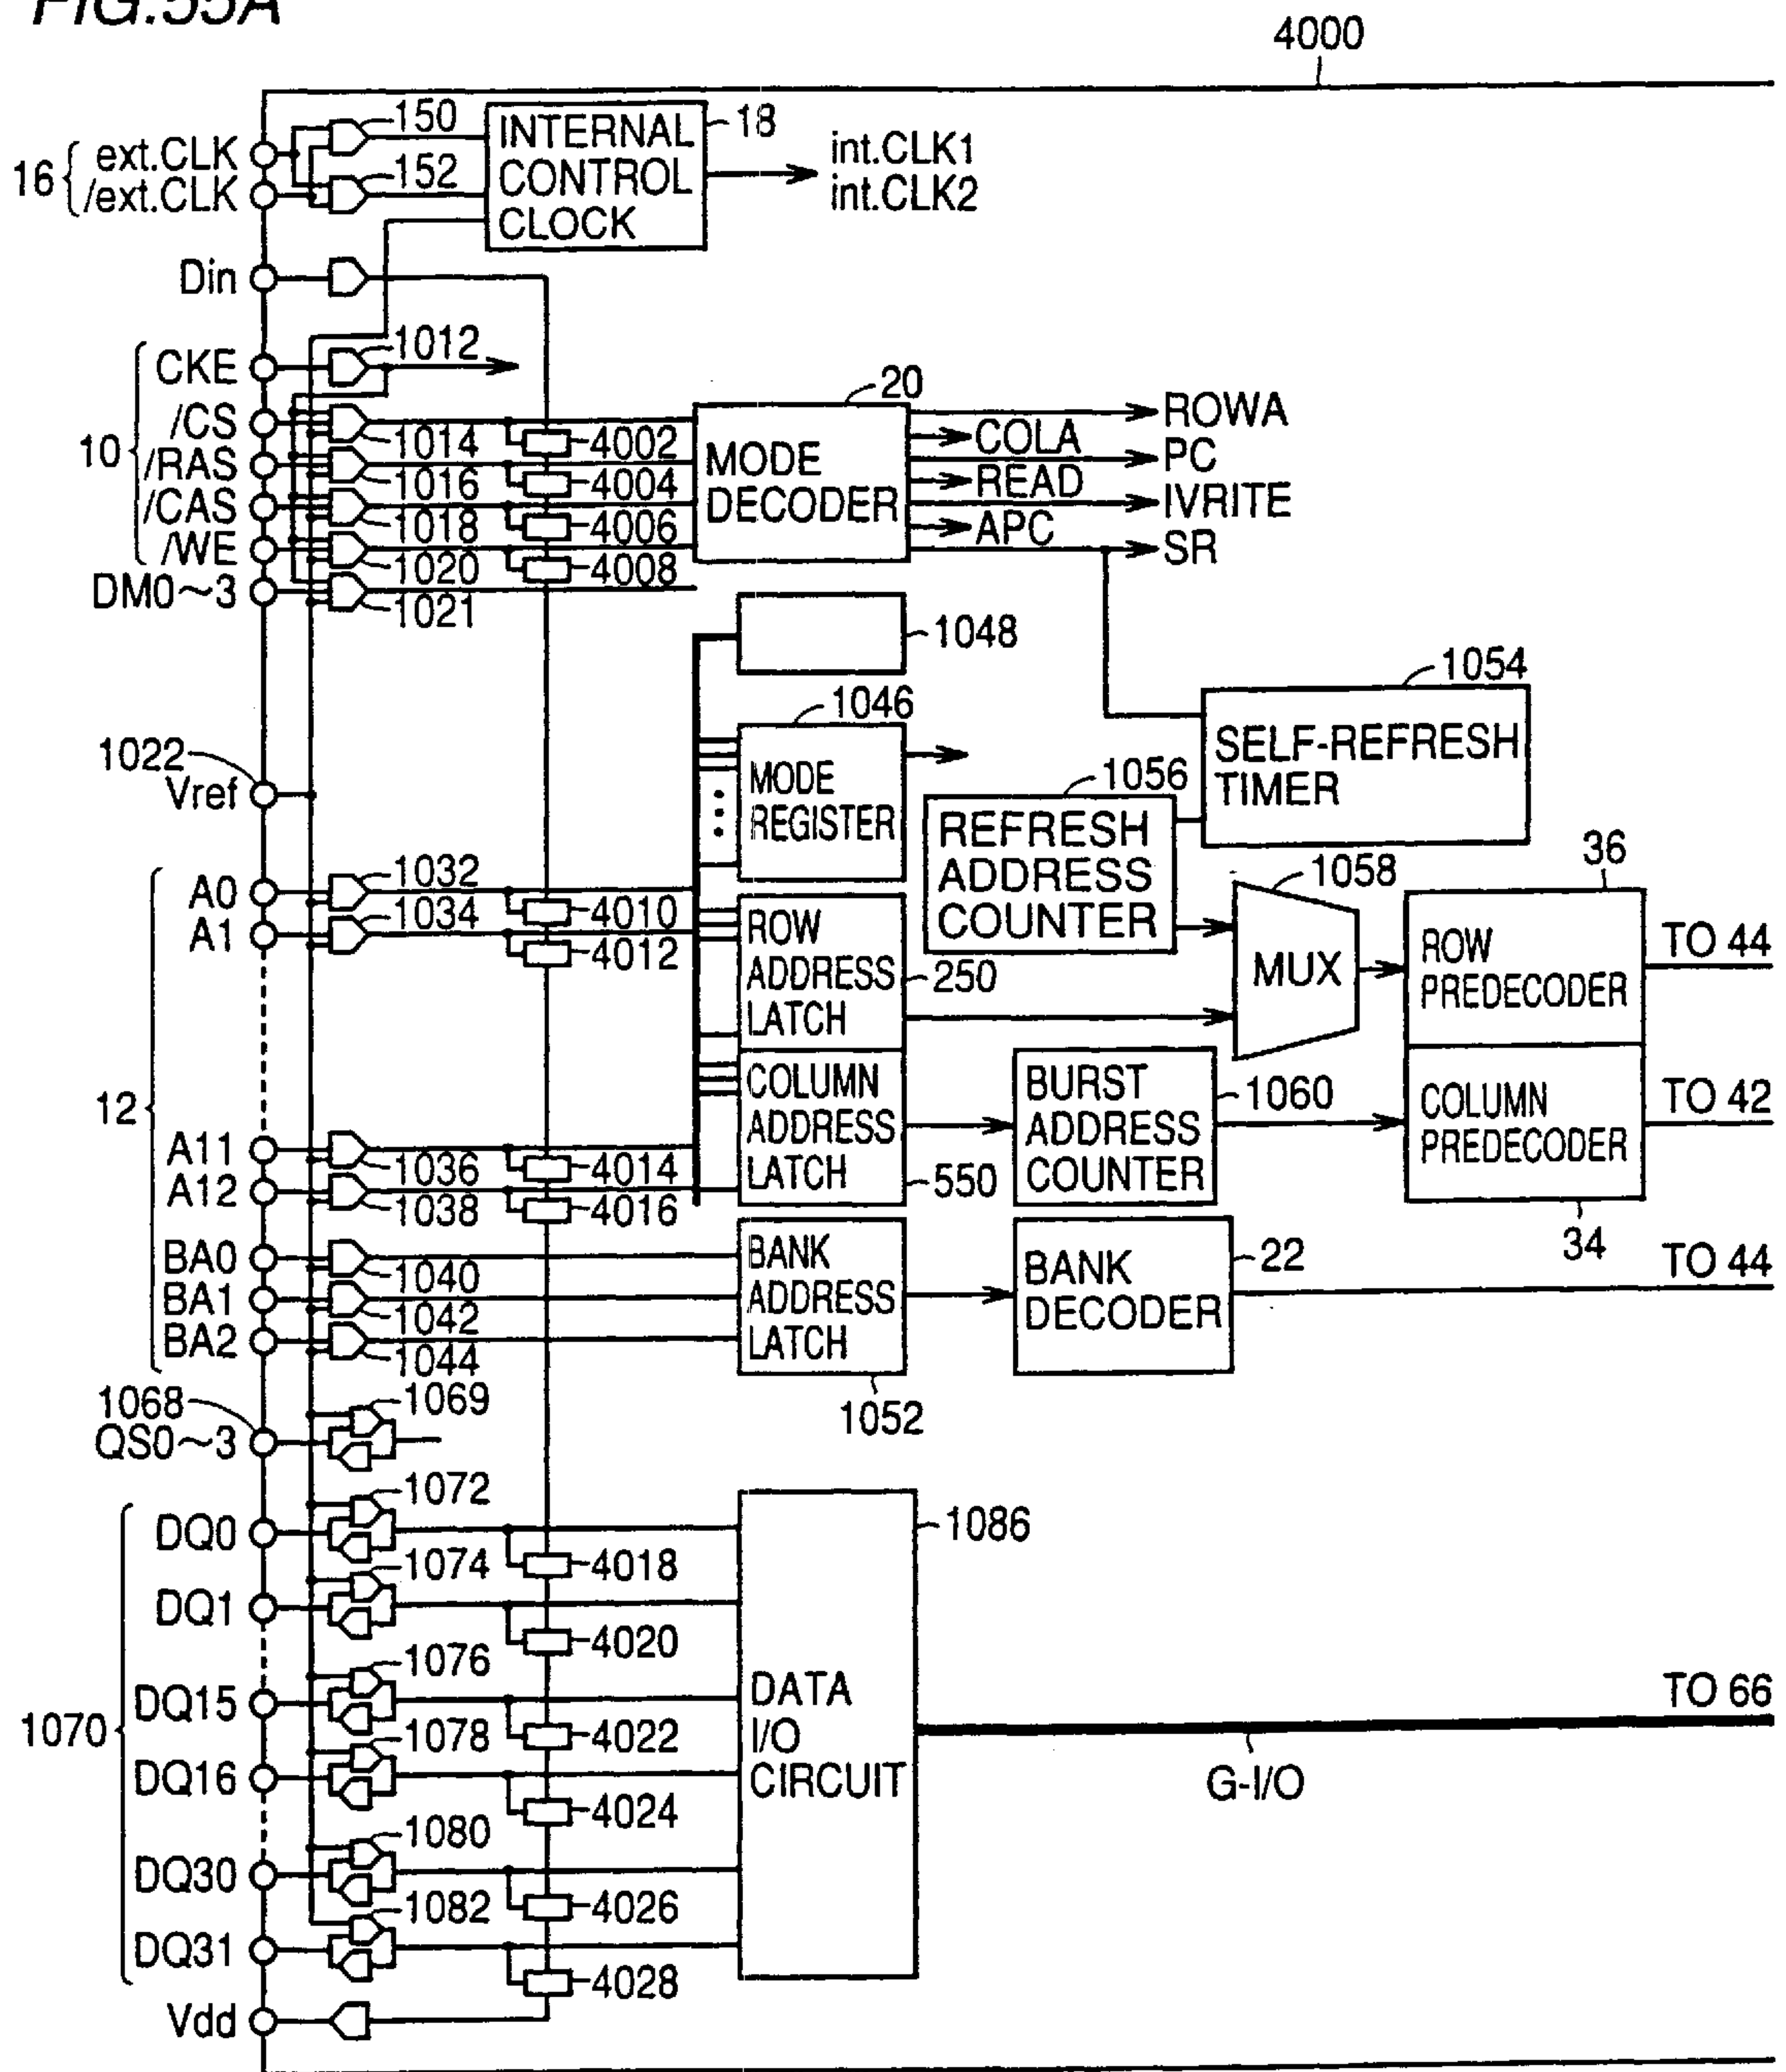 FIG.55A
4000
150
INTERNAL
CONTROL
CLOCK
18
16
ext.CLK
/ext.CLK
152
int.CLK1
int.CLK2
Din
CKE
1012
10
/CS
1014
4002
/RAS
1016
4004
/CAS
1018
4006
/WE
1020
4008
DM0~3
1021
20
MODE
DECODER
ROWA
COLA
PC
READ
IVRITE
APC
SR
1048
1054
SELF-REFRESH
TIMER
1046
MODE
REGISTER
1022
Vref
1056
REFRESH
ADDRESS
COUNTER
1058
MUX
36
ROW
PREDECODER
TO 44
12
A0
1032
4010
A1
1034
4012
ROW
ADDRESS
LATCH
250
COLUMN
ADDRESS
LATCH
550
BURST
ADDRESS
COUNTER
1060
COLUMN
PREDECODER
TO 42
34
A11
1036
4014
A12
1038
4016
BA0
1040
BA1
1042
BA2
1044
BANK
ADDRESS
LATCH
1052
BANK
DECODER
22
TO 44
1068
QS0~3
1069
1070
DQ0
1072
4018
DQ1
1074
4020
DQ15
1076
4022
DQ16
1078
4024
DQ30
1080
4026
DQ31
1082
4028
Vdd
DATA
I/O
CIRCUIT
1086
G-I/O
TO 66